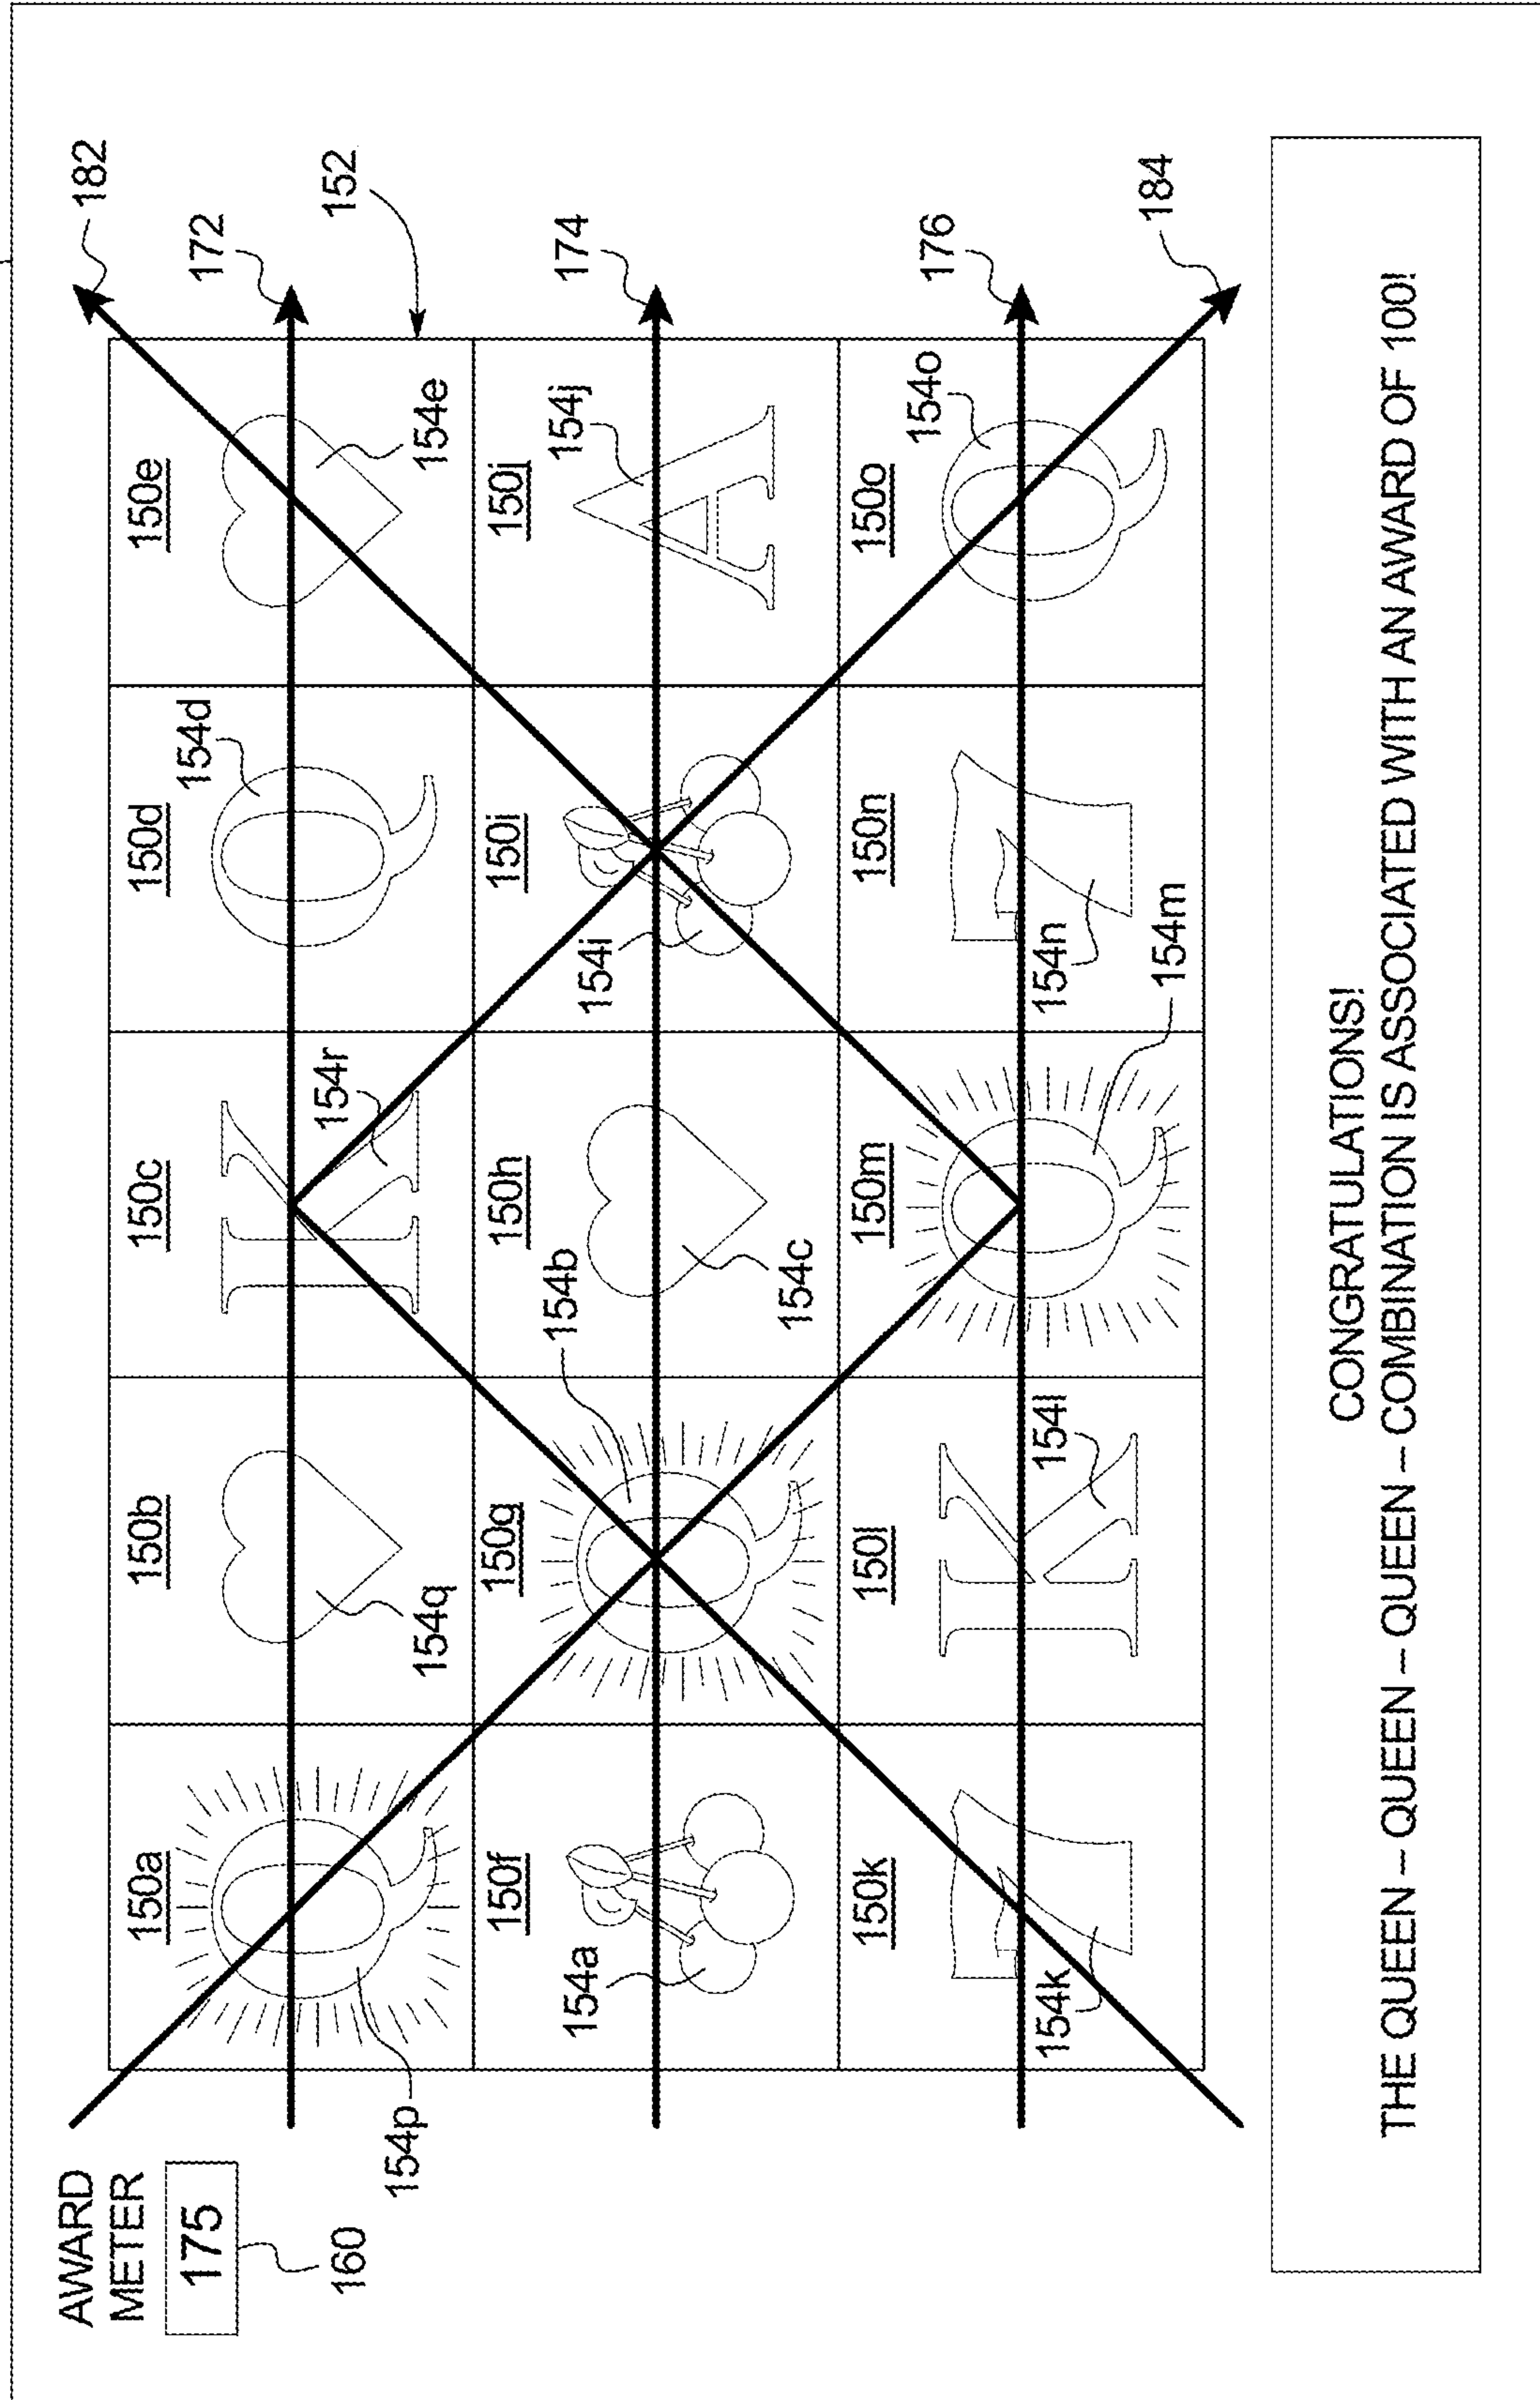 182
AWARD
METER
175
160
172
152
174
176
184
150a
150b
150c
150d
150e
154p
154q
154r
154d
154e
150f
150g
150h
150i
150j
154a
154b
154c
154i
154j
A
150k
150l
150m
150n
150o
154k
154l
154m
154n
154o
Q
K
Q
Q
7
K
Q
7
Q
CONGRATULATIONS!
THE QUEEN – QUEEN – QUEEN – COMBINATION IS ASSOCIATED WITH AN AWARD OF 100!